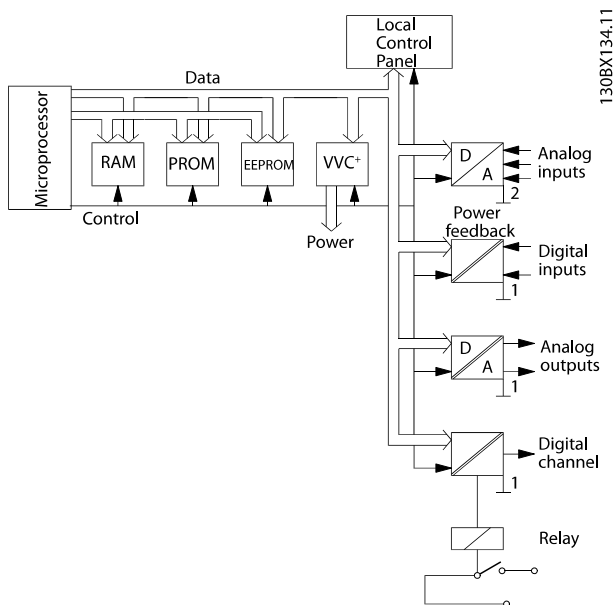 130BX134.11
Local
Control
Panel
Data
Microprocessor
RAM
PROM
EEPROM
VVC+
Control
Power
D
A
2
Analog
inputs
Power
feedback
1
Digital
inputs
D
A
1
Analog
outputs
1
Digital
channel
Relay